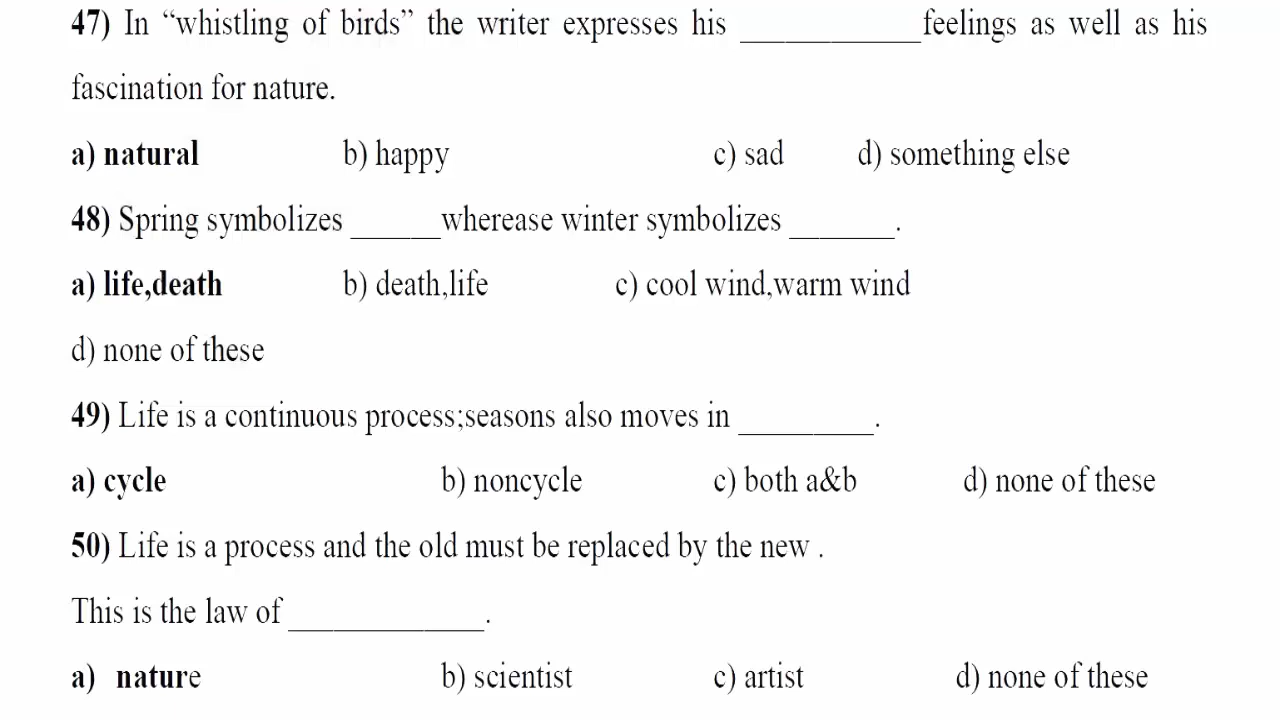 47) In “whistling of birds” the writer expresses his ____________feelings as well as his
fascination for nature.
a) natural b) happy c) sad d) something else
48) Spring symbolizes ______wherease winter symbolizes _______.
a) life,death b) death,life c) cool wind,warm wind
d) none of these
49) Life is a continuous process;seasons also moves in _________.
a) cycle b) noncycle c) both a&b d) none of these
50) Life is a process and the old must be replaced by the new .
This is the law of _____________.
a) nature b) scientist c) artist d) none of these